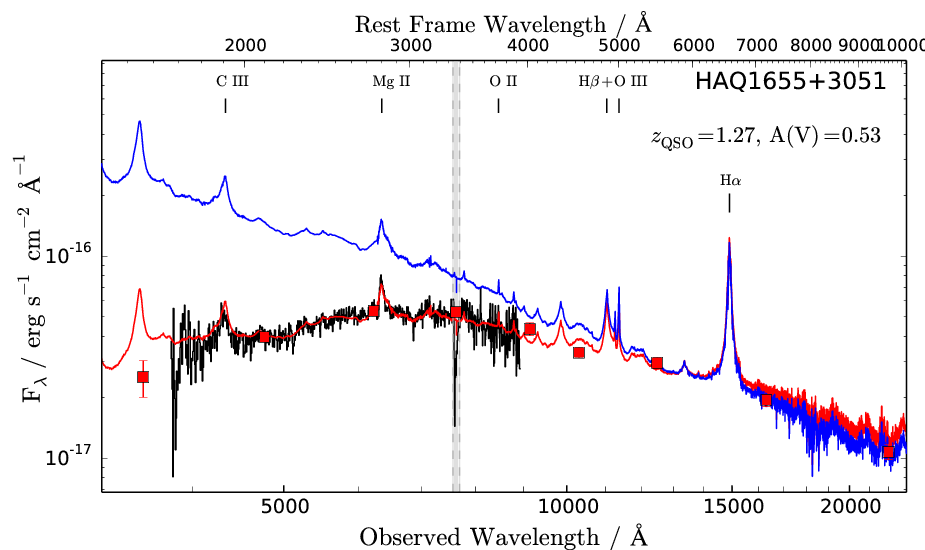 Rest Frame Wavelength / Å
2000 3000 4000 5000 6000 7000 8000 9000 10000
C III Mg II O II Hβ+O III HAQ1655+3051
z_QSO = 1.27, A(V) = 0.53
Hα
F_λ / erg s^-1 cm^-2 Å^-1
10^-16
10^-17
5000 10000 15000 20000
Observed Wavelength / Å